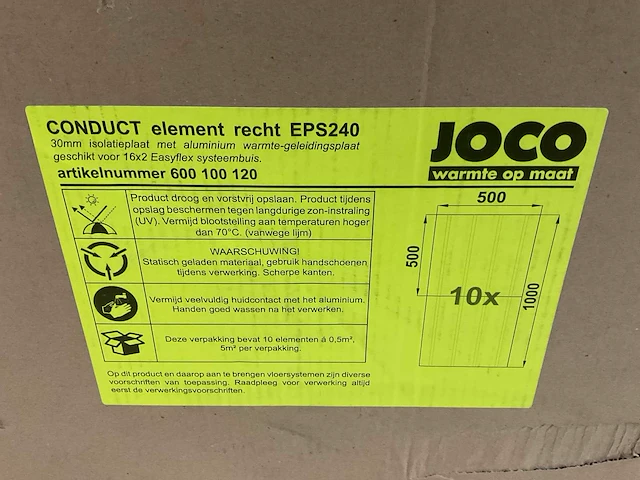 CONDUCT element recht EPS240
30mm isolatieplaat met aluminium warmte-geleidingsplaat
geschikt voor 16x2 Easyflex systeembuis.
artikelnummer 600 100 120
JOCO
warmte op maat
Product droog en vorstvrij opslaan. Product tijdens
opslag beschermen tegen langdurige zon-instraling
(UV). Vermijd blootstelling aan temperaturen hoger
dan 70°C. (vanwege lijm)
WAARSCHUWING!
Statisch geladen materiaal, gebruik handschoenen
tijdens verwerking. Scherpe kanten.
Vermijd veelvuldig huidcontact met het aluminium.
Handen goed wassen na het verwerken.
Deze verpakking bevat 10 elementen á 0,5m²,
5m² per verpakking.
Op dit product en daarop aan te brengen vloersystemen zijn diverse
voorschriften van toepassing. Raadpleeg voor verwerking altijd
eerst de verwerkingsvoorschriften.
500
500
10x
1000